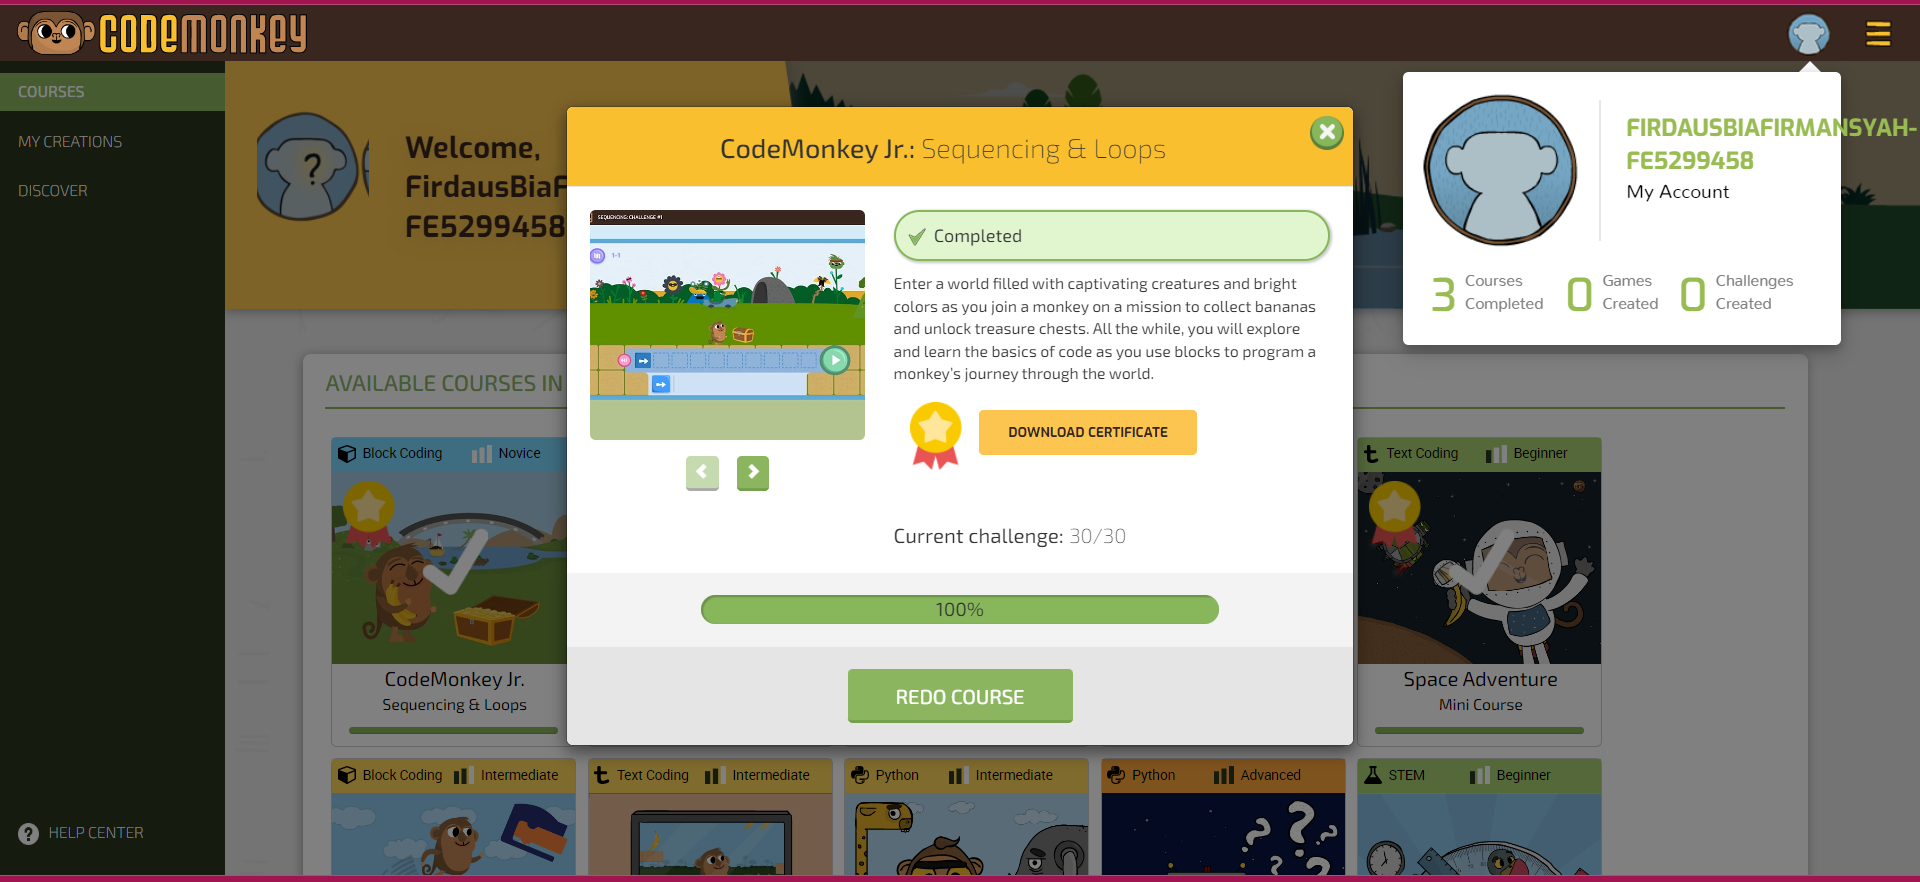 CODEMONKEY
COURSES
MY CREATIONS
DISCOVER
HELP CENTER
Welcome,
FirdausBiaF
FE5299458
AVAILABLE COURSES IN
CodeMonkey Jr.: Sequencing & Loops
SEQUENCING: CHALLENGE #1
1-1
Completed
Enter a world filled with captivating creatures and bright
colors as you join a monkey on a mission to collect bananas
and unlock treasure chests. All the while, you will explore
and learn the basics of code as you use blocks to program a
monkey's journey through the world.
DOWNLOAD CERTIFICATE
Current challenge: 30/30
100%
REDO COURSE
FIRDAUSBIAFIRMANSYAH-
FE5299458
My Account
3 Courses Completed
0 Games Created
0 Challenges Created
Block Coding Novice
CodeMonkey Jr.
Sequencing & Loops
Text Coding Beginner
Space Adventure
Mini Course
Block Coding Intermediate
Text Coding Intermediate
Python Intermediate
Python Advanced
STEM Beginner